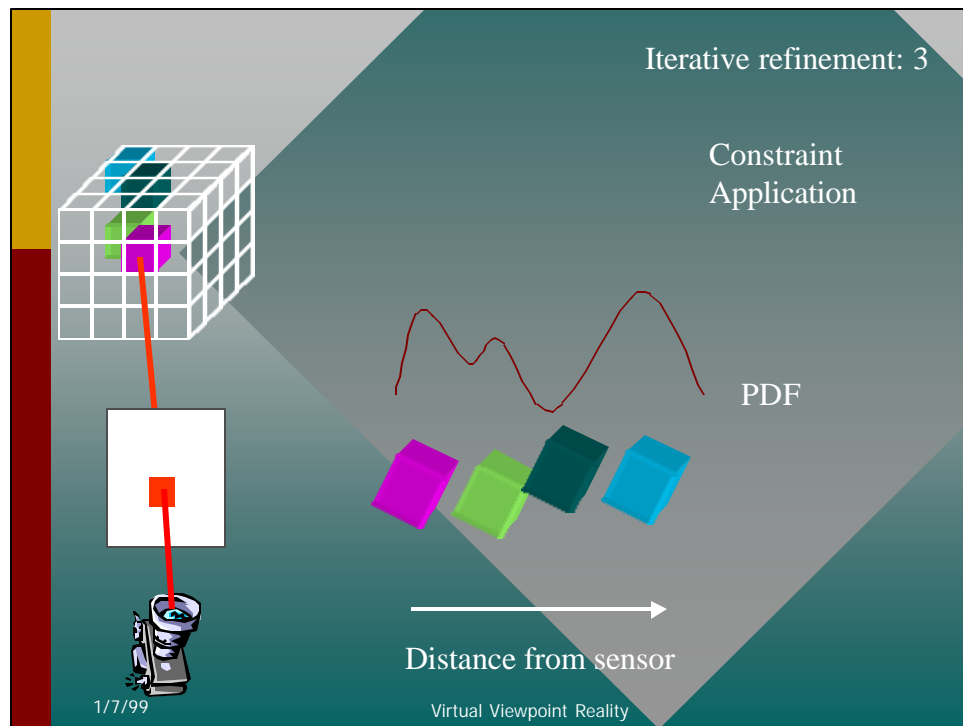 Iterative refinement: 3
Constraint
Application
PDF
Distance from sensor
1/7/99
Virtual Viewpoint Reality